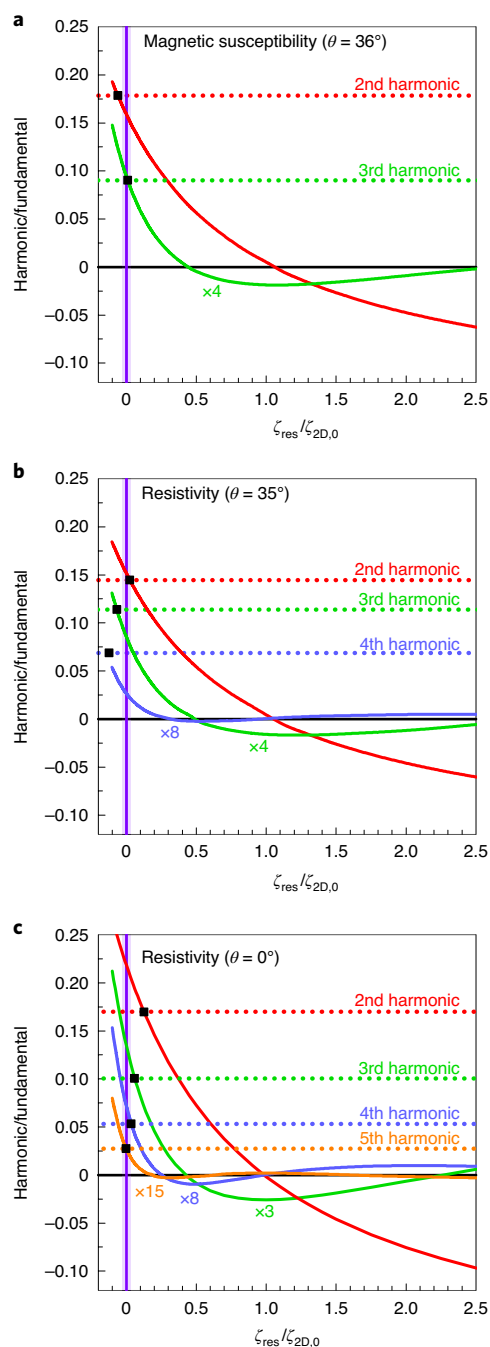 a
Magnetic susceptibility (θ = 36°)
0.25
0.20
2nd harmonic
0.15
0.10
3rd harmonic
0.05
0
×4
−0.05
−0.10
Harmonic/fundamental
0 0.5 1.0 1.5 2.0 2.5
ζres/ζ2D,0
b
Resistivity (θ = 35°)
0.25
0.20
0.15
2nd harmonic
3rd harmonic
0.10
4th harmonic
0.05
0
×8
×4
−0.05
−0.10
Harmonic/fundamental
0 0.5 1.0 1.5 2.0 2.5
ζres/ζ2D,0
c
0.25
Resistivity (θ = 0°)
0.20
2nd harmonic
0.15
0.10
3rd harmonic
4th harmonic
0.05
5th harmonic
0
×15
×8
×3
−0.05
−0.10
Harmonic/fundamental
0 0.5 1.0 1.5 2.0 2.5
ζres/ζ2D,0